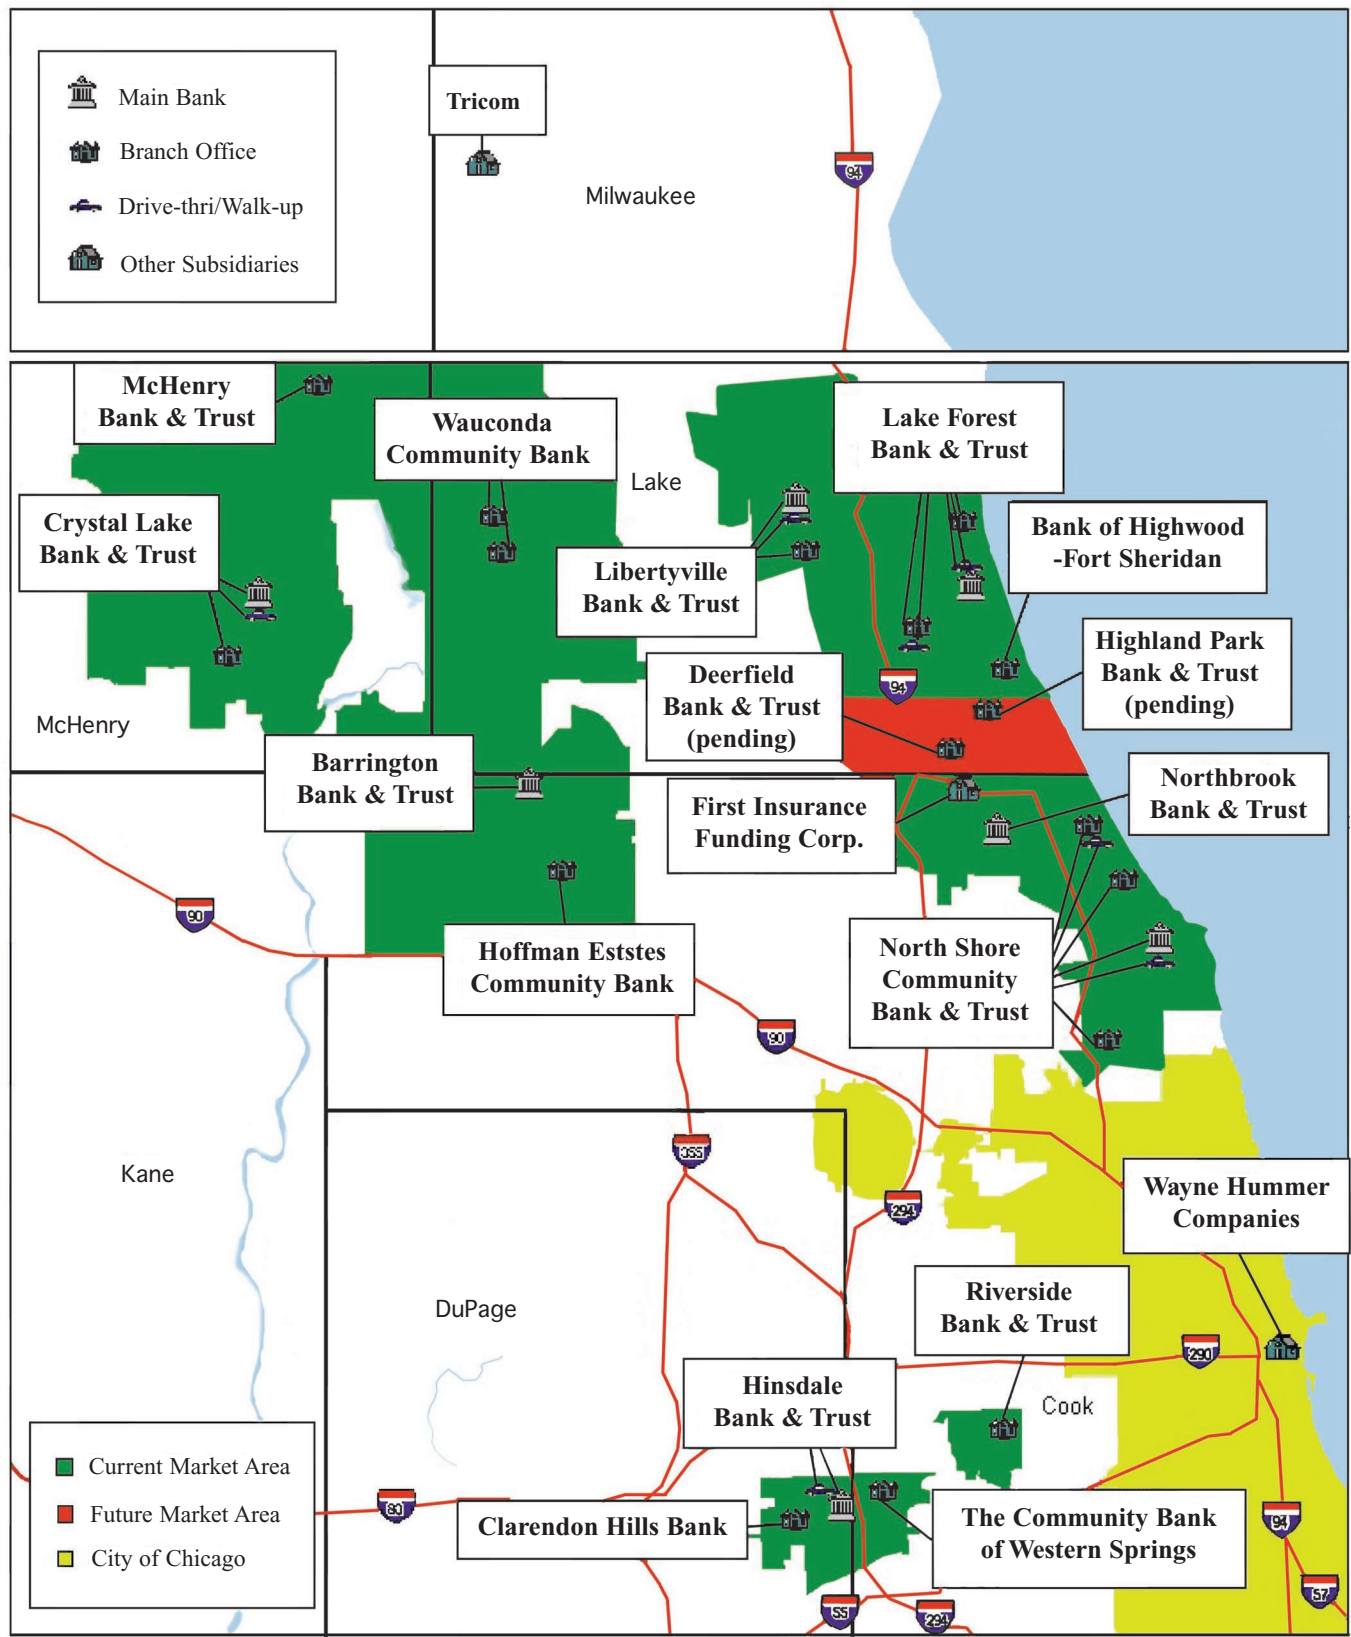 Main Bank
Branch Office
Drive-thri/Walk-up
Other Subsidiaries
Tricom
Milwaukee
94
McHenry
Bank & Trust
Wauconda
Community Bank
Lake
Lake Forest
Bank & Trust
Crystal Lake
Bank & Trust
Libertyville
Bank & Trust
Bank of Highwood
-Fort Sheridan
Highland Park
Bank & Trust
(pending)
Deerfield
Bank & Trust
(pending)
94
McHenry
Barrington
Bank & Trust
First Insurance
Funding Corp.
Northbrook
Bank & Trust
90
Hoffman Eststes
Community Bank
North Shore
Community
Bank & Trust
90
Kane
355
294
Wayne Hummer
Companies
DuPage
Riverside
Bank & Trust
290
Hinsdale
Bank & Trust
Cook
Current Market Area
Future Market Area
City of Chicago
80
Clarendon Hills Bank
The Community Bank
of Western Springs
94
57
55
294